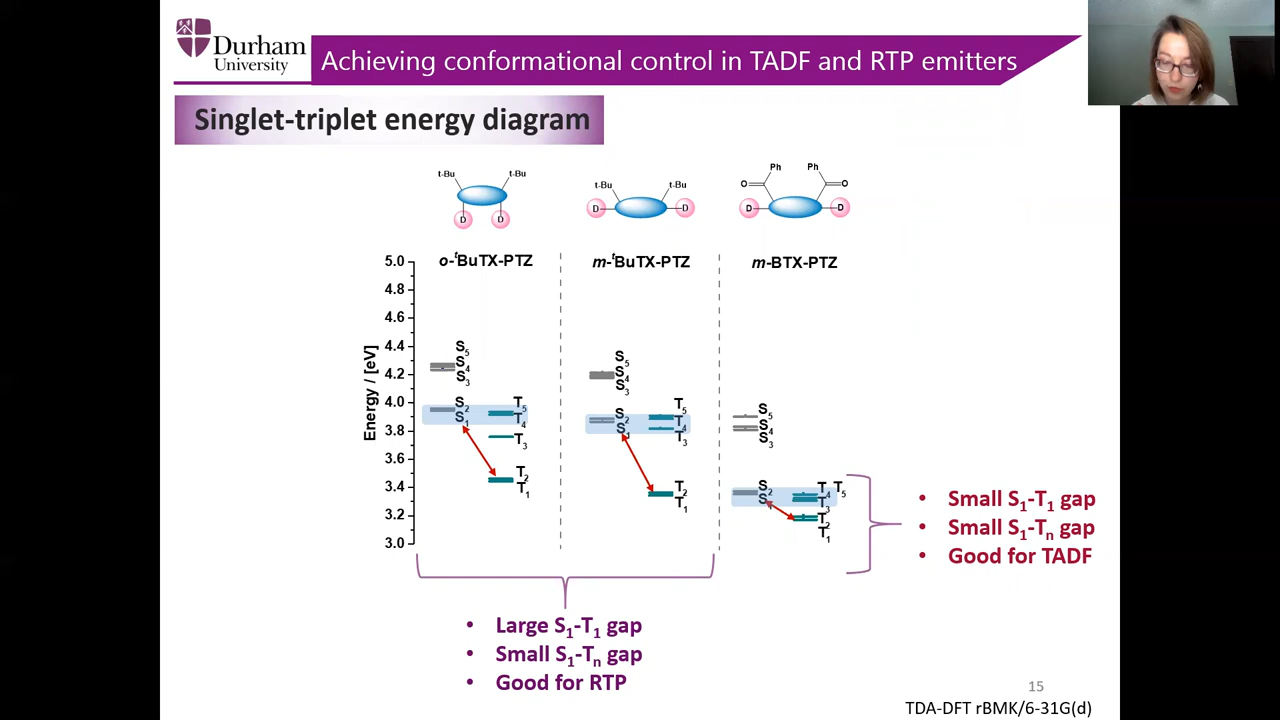 Durham
University
Achieving conformational control in TADF and RTP emitters
Singlet-triplet energy diagram
t-Bu t-Bu
D D
t-Bu t-Bu
D D
Ph Ph
O O
D D
o-ᵗBuTX-PTZ
m-ᵗBuTX-PTZ
m-BTX-PTZ
Energy / [eV]
5.0
4.8
4.6
4.4
4.2
4.0
3.8
3.6
3.4
3.2
3.0
S₅
S₄
S₃
S₂
S₁
T₅
T₄
T₃
T₂
T₁
S₅
S₄
S₃
S₂
S₁
T₅
T₄
T₃
T₂
T₁
S₅
S₄
S₃
S₂
S₁
T₄ T₅
T₃
T₂
T₁
• Small S₁-T₁ gap
• Small S₁-Tₙ gap
• Good for TADF
• Large S₁-T₁ gap
• Small S₁-Tₙ gap
• Good for RTP
15
TDA-DFT rBMK/6-31G(d)